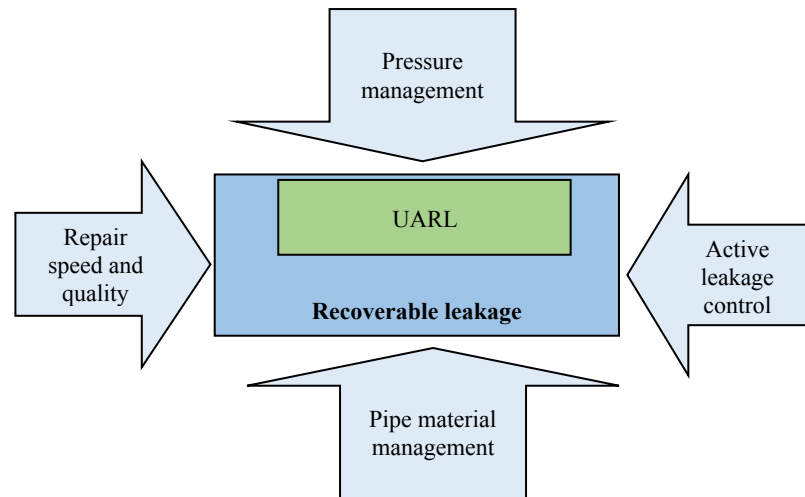 Pressure
management
Repair
speed and
quality
UARL
Recoverable leakage
Active
leakage
control
Pipe material
management